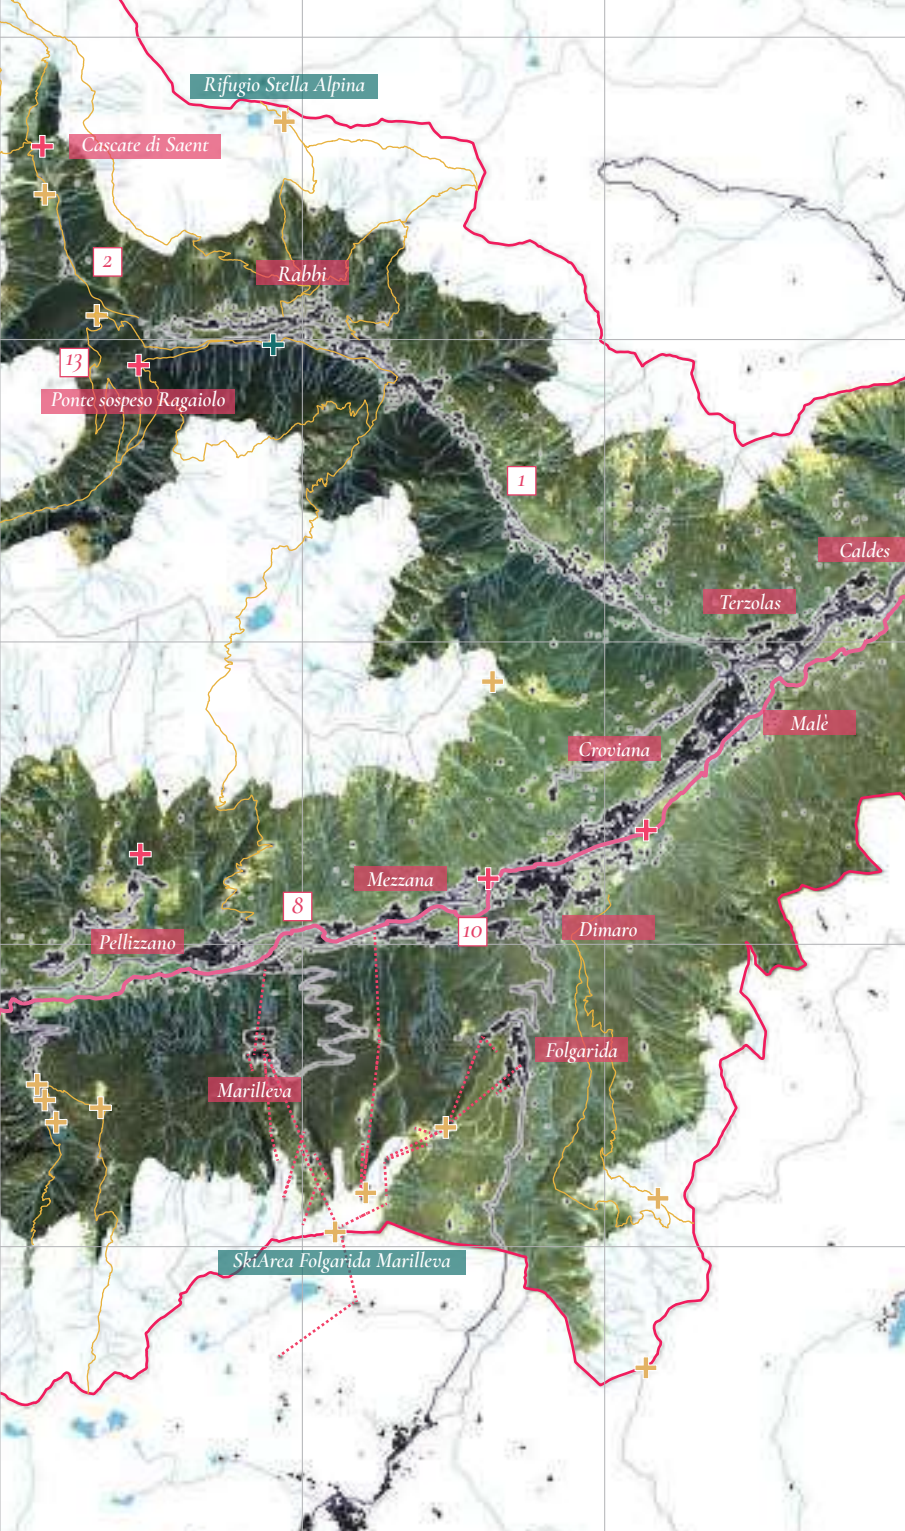 Rifugio Stella Alpina
Cascate di Saent
2
Rabbi
13
Ponte sospeso Ragaiolo
1
Caldes
Terzolas
Malè
Croviana
Mezzana
8
10
Dimaro
Pellizzano
Folgarida
Marilleva
SkiArea Folgarida Marilleva